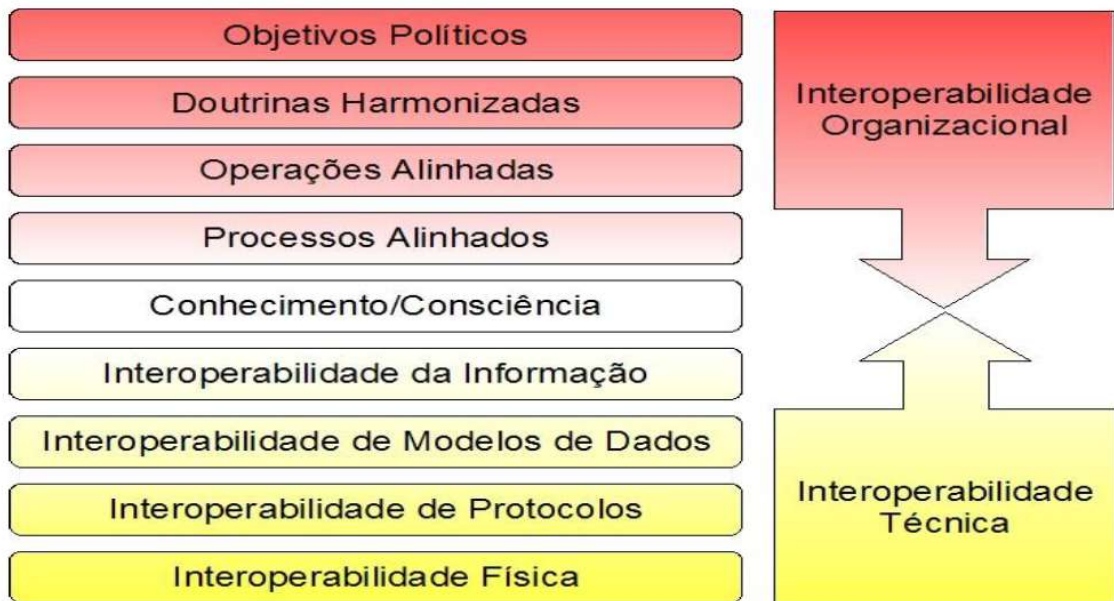 Objetivos Políticos
Doutrinas Harmonizadas
Operações Alinhadas
Processos Alinhados
Conhecimento/Consciência
Interoperabilidade da Informação
Interoperabilidade de Modelos de Dados
Interoperabilidade de Protocolos
Interoperabilidade Física
Interoperabilidade
Organizacional
Interoperabilidade
Técnica